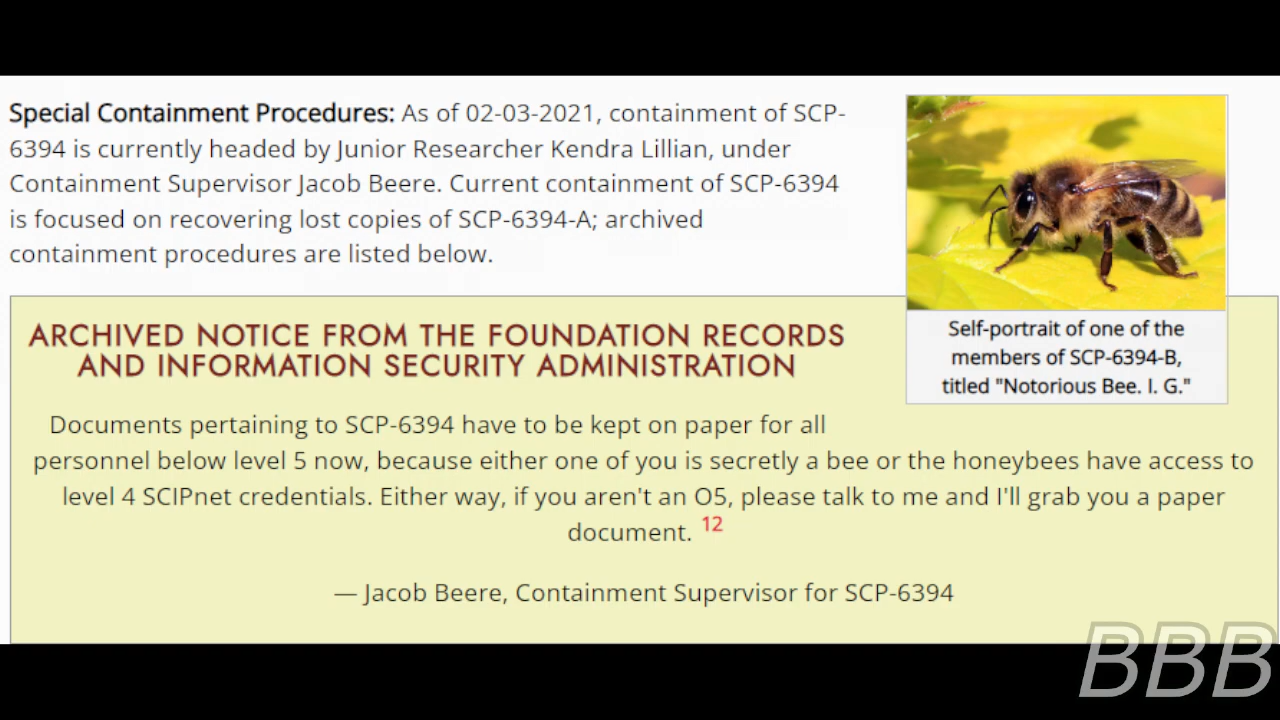 Special Containment Procedures: As of 02-03-2021, containment of SCP-
6394 is currently headed by Junior Researcher Kendra Lillian, under
Containment Supervisor Jacob Beere. Current containment of SCP-6394
is focused on recovering lost copies of SCP-6394-A; archived
containment procedures are listed below.
Self-portrait of one of the
members of SCP-6394-B,
titled "Notorious Bee. I. G."
ARCHIVED NOTICE FROM THE FOUNDATION RECORDS
AND INFORMATION SECURITY ADMINISTRATION
Documents pertaining to SCP-6394 have to be kept on paper for all
personnel below level 5 now, because either one of you is secretly a bee or the honeybees have access to
level 4 SCIPnet credentials. Either way, if you aren't an O5, please talk to me and I'll grab you a paper
document. 12
— Jacob Beere, Containment Supervisor for SCP-6394
BBB